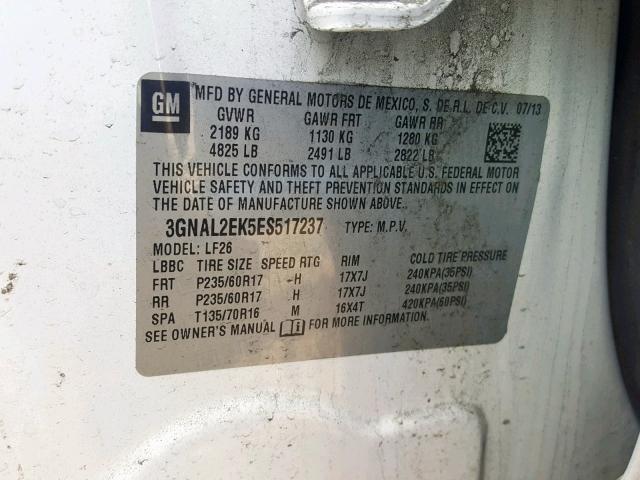 GM
MFD BY GENERAL MOTORS DE MEXICO, S. DE R.L. DE C.V. 07/13
GVWR GAWR FRT GAWR RR
2189 KG 1130 KG 1280 KG
4825 LB 2491 LB 2822 LB
THIS VEHICLE CONFORMS TO ALL APPLICABLE U.S. FEDERAL MOTOR
VEHICLE SAFETY AND THEFT PREVENTION STANDARDS IN EFFECT ON
THE DATE OF MANUFACTURE SHOWN ABOVE.
3GNAL2EK5ES517237 TYPE: M.P.V.
MODEL: LF26
LBBC TIRE SIZE SPEED RTG RIM COLD TIRE PRESSURE
FRT P235/60R17 H 17X7J 240KPA(35PSI)
RR P235/60R17 H 17X7J 240KPA(35PSI)
SPA T135/70R16 M 16X4T 420KPA(60PSI)
SEE OWNER'S MANUAL FOR MORE INFORMATION.